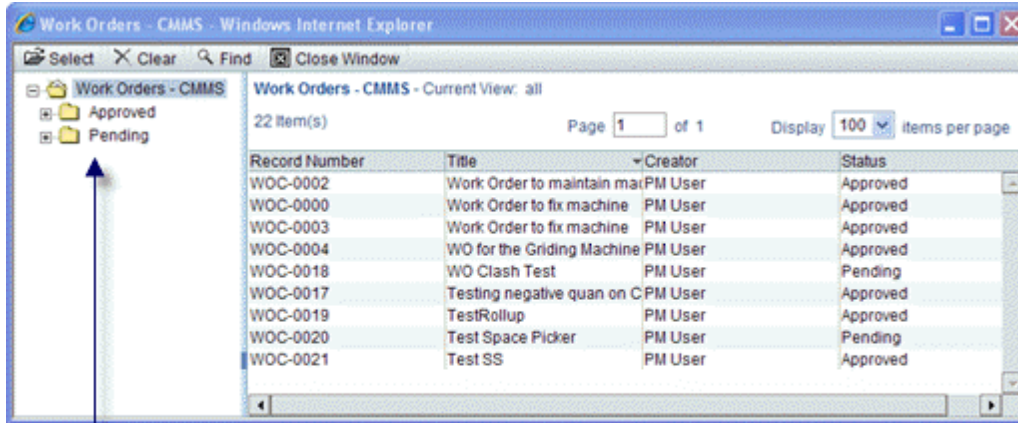 Work Orders - CMMS - Windows Internet Explorer
Select Clear Find Close Window
Work Orders - CMMS
Approved
Pending
Work Orders - CMMS - Current View: all
22 Item(s) Page 1 of 1 Display 100 items per page
Record Number Title Creator Status
WOC-0002 Work Order to maintain mac PM User Approved
WOC-0000 Work Order to fix machine PM User Approved
WOC-0003 Work Order to fix machine PM User Approved
WOC-0004 WO for the Griding Machine PM User Approved
WOC-0018 WO Clash Test PM User Pending
WOC-0017 Testing negative quan on C PM User Approved
WOC-0019 TestRollup PM User Approved
WOC-0020 Test Space Picker PM User Pending
WOC-0021 Test SS PM User Approved